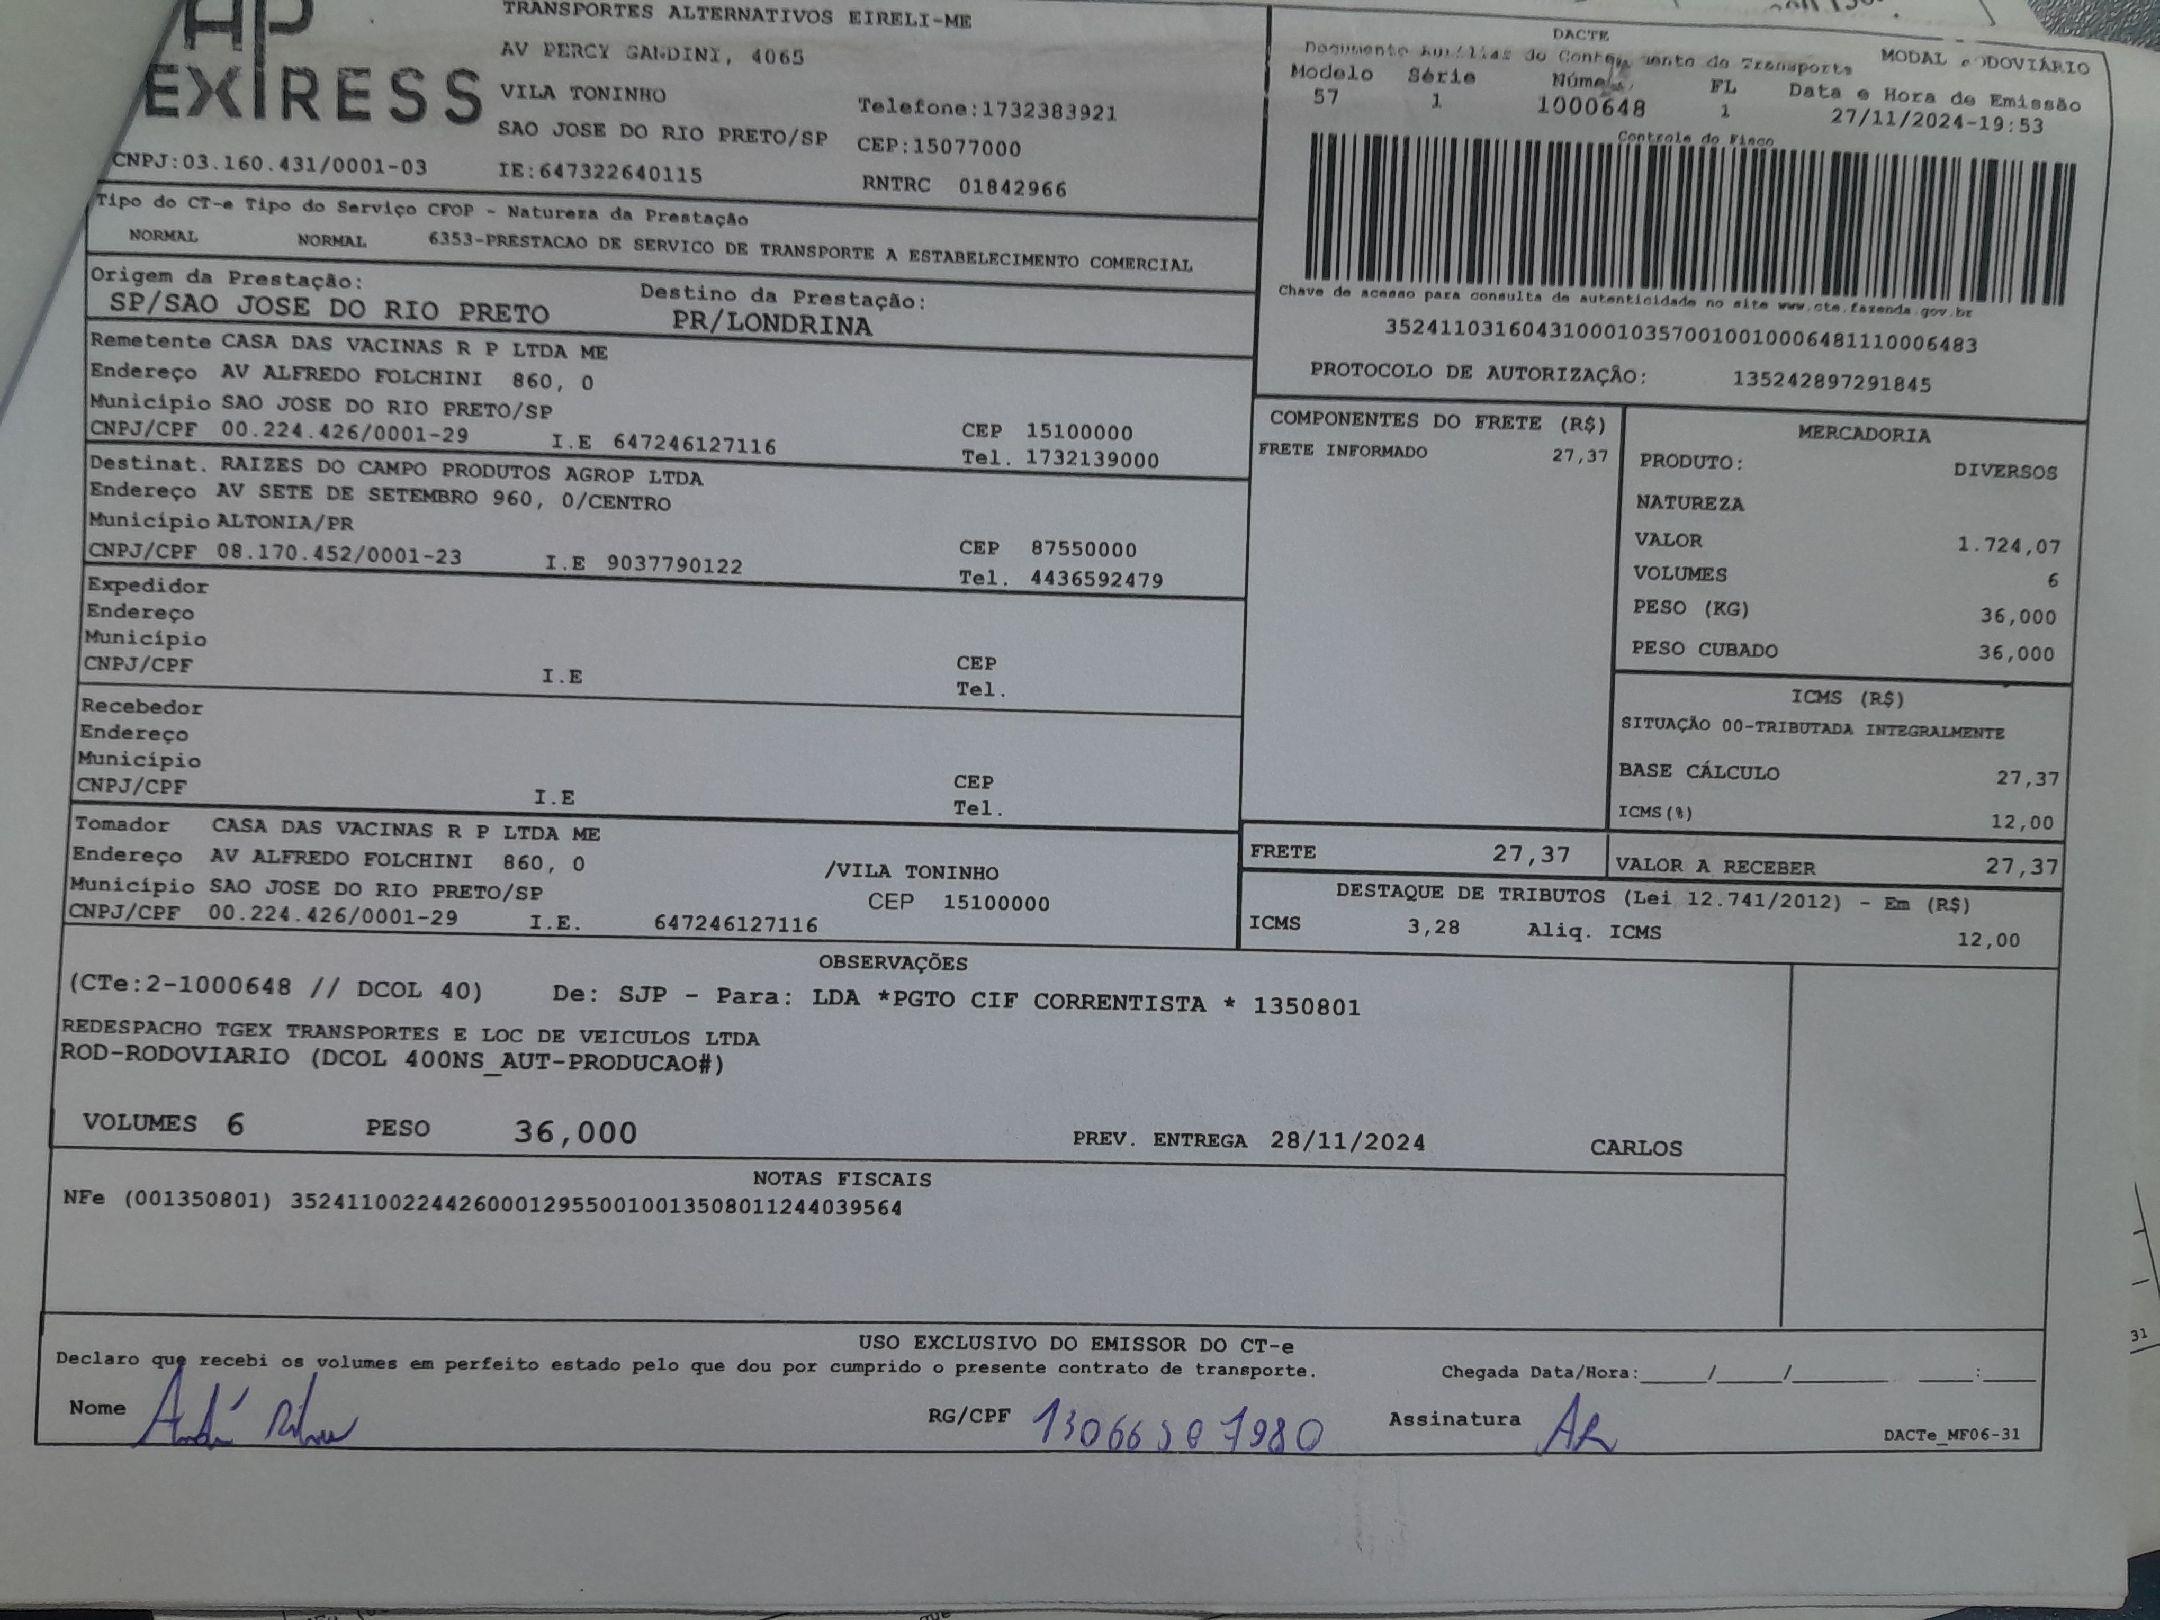 AP
EXPRESS
TRANSPORTES ALTERNATIVOS EIRELI-ME
AV PERCY GANDINI, 4065
VILA TONINHO
Telefone:1732383921
SAO JOSE DO RIO PRETO/SP CEP:15077000
CNPJ:03.160.431/0001-03 IE:647322640115 RNTRC 01842966
DACTE
Documento Auxiliar do Conhecimento de Transporte MODAL RODOVIÁRIO
Modelo Série Número FL Data e Hora de Emissão
57 1 1000648 1 27/11/2024-19:53
Controle do Fisco
Chave de acesso para consulta de autenticidade no site www.cte.fazenda.gov.br
35241103160431000103570010010006481110006483
PROTOCOLO DE AUTORIZAÇÃO: 135242897291845
Tipo do CT-e Tipo do Serviço CFOP - Natureza da Prestação
NORMAL NORMAL 6353-PRESTACAO DE SERVICO DE TRANSPORTE A ESTABELECIMENTO COMERCIAL
Origem da Prestação: Destino da Prestação:
SP/SAO JOSE DO RIO PRETO PR/LONDRINA
Remetente CASA DAS VACINAS R P LTDA ME
Endereço AV ALFREDO FOLCHINI 860, 0
Município SAO JOSE DO RIO PRETO/SP CEP 15100000
CNPJ/CPF 00.224.426/0001-29 I.E 647246127116 Tel. 1732139000
Destinat. RAIZES DO CAMPO PRODUTOS AGROP LTDA
Endereço AV SETE DE SETEMBRO 960, 0/CENTRO
Município ALTONIA/PR CEP 87550000
CNPJ/CPF 08.170.452/0001-23 I.E 9037790122 Tel. 4436592479
Expedidor
Endereço
Município
CNPJ/CPF I.E CEP
Tel.
Recebedor
Endereço
Município
CNPJ/CPF I.E CEP
Tel.
Tomador CASA DAS VACINAS R P LTDA ME
Endereço AV ALFREDO FOLCHINI 860, 0 /VILA TONINHO
Município SAO JOSE DO RIO PRETO/SP CEP 15100000
CNPJ/CPF 00.224.426/0001-29 I.E. 647246127116
COMPONENTES DO FRETE (R$)
FRETE INFORMADO 27,37
MERCADORIA
PRODUTO: DIVERSOS
NATUREZA
VALOR 1.724,07
VOLUMES 6
PESO (KG) 36,000
PESO CUBADO 36,000
ICMS (R$)
SITUAÇÃO 00-TRIBUTADA INTEGRALMENTE
BASE CÁLCULO 27,37
ICMS(%) 12,00
FRETE 27,37 VALOR A RECEBER 27,37
DESTAQUE DE TRIBUTOS (Lei 12.741/2012) - Em (R$)
ICMS 3,28 Aliq. ICMS 12,00
OBSERVAÇÕES
(CTe:2-1000648 // DCOL 40) De: SJP - Para: LDA *PGTO CIF CORRENTISTA * 1350801
REDESPACHO TGEX TRANSPORTES E LOC DE VEICULOS LTDA
ROD-RODOVIARIO (DCOL 400NS_AUT-PRODUCAO#)
VOLUMES 6 PESO 36,000 PREV. ENTREGA 28/11/2024 CARLOS
NOTAS FISCAIS
NFe (001350801) 35241100224426000129550010013508011244039564
USO EXCLUSIVO DO EMISSOR DO CT-e
Declaro que recebi os volumes em perfeito estado pelo que dou por cumprido o presente contrato de transporte. Chegada Data/Hora:____/____/______ ____:____
Nome André RG/CPF Assinatura AR DACTe_MF06-31
31